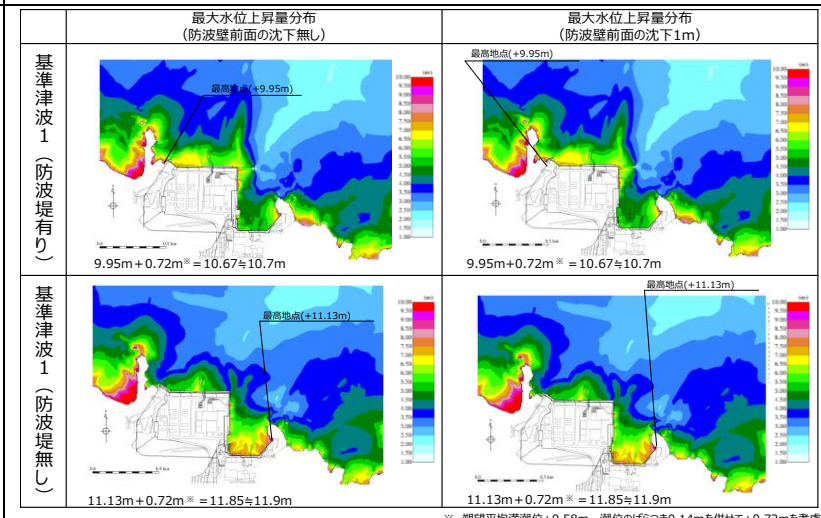 最大水位上昇量分布
(防波壁前面の沈下無し)
最大水位上昇量分布
(防波壁前面の沈下1m)
基準津波1（防波堤有り）
最高地点(+9.95m)
9.95m+0.72m※=10.67≒10.7m
最高地点(+9.95m)
9.95m+0.72m※=10.67≒10.7m
基準津波1（防波堤無し）
最高地点(+11.13m)
11.13m+0.72m※=11.85≒11.9m
最高地点(+11.13m)
11.13m+0.72m※=11.85≒11.9m